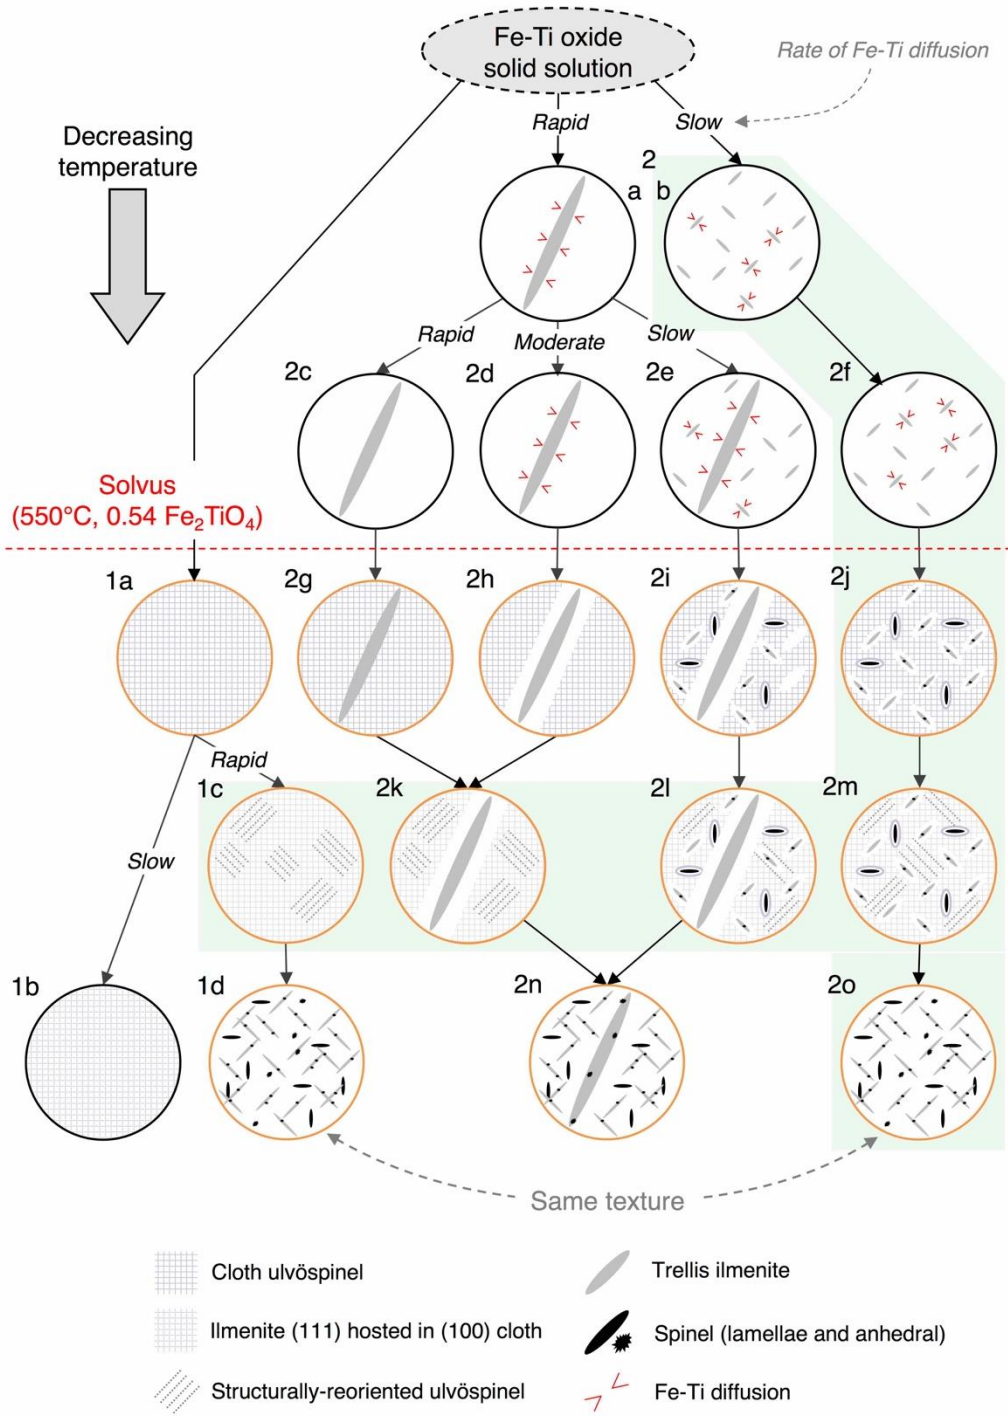 Fe-Ti oxide
solid solution
Rate of Fe-Ti diffusion
Decreasing
temperature
Rapid
Slow
2
a
b
Rapid
Moderate
Slow
2c
2d
2e
2f
Solvus
(550°C, 0.54 Fe₂TiO₄)
1a
2g
2h
2i
2j
Rapid
1c
2k
2l
2m
Slow
1b
1d
2n
2o
Same texture
Cloth ulvöspinel
Trellis ilmenite
Ilmenite (111) hosted in (100) cloth
Spinel (lamellae and anhedral)
Structurally-reoriented ulvöspinel
Fe-Ti diffusion